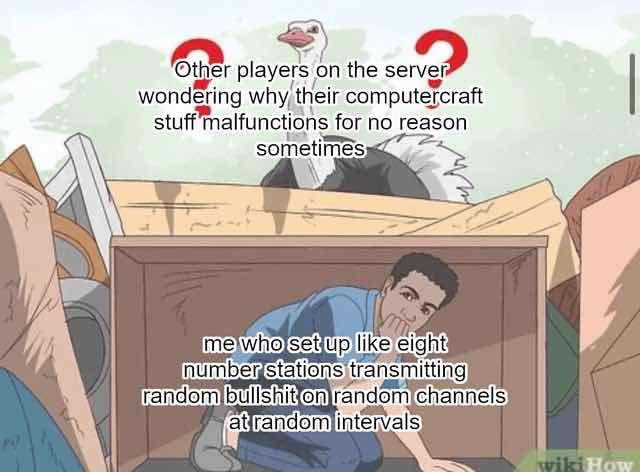 ? ?
Other players on the server
wondering why their computercraft
stuff malfunctions for no reason
sometimes
me who set up like eight
number stations transmitting
random bullshit on random channels
at random intervals
wikiHow